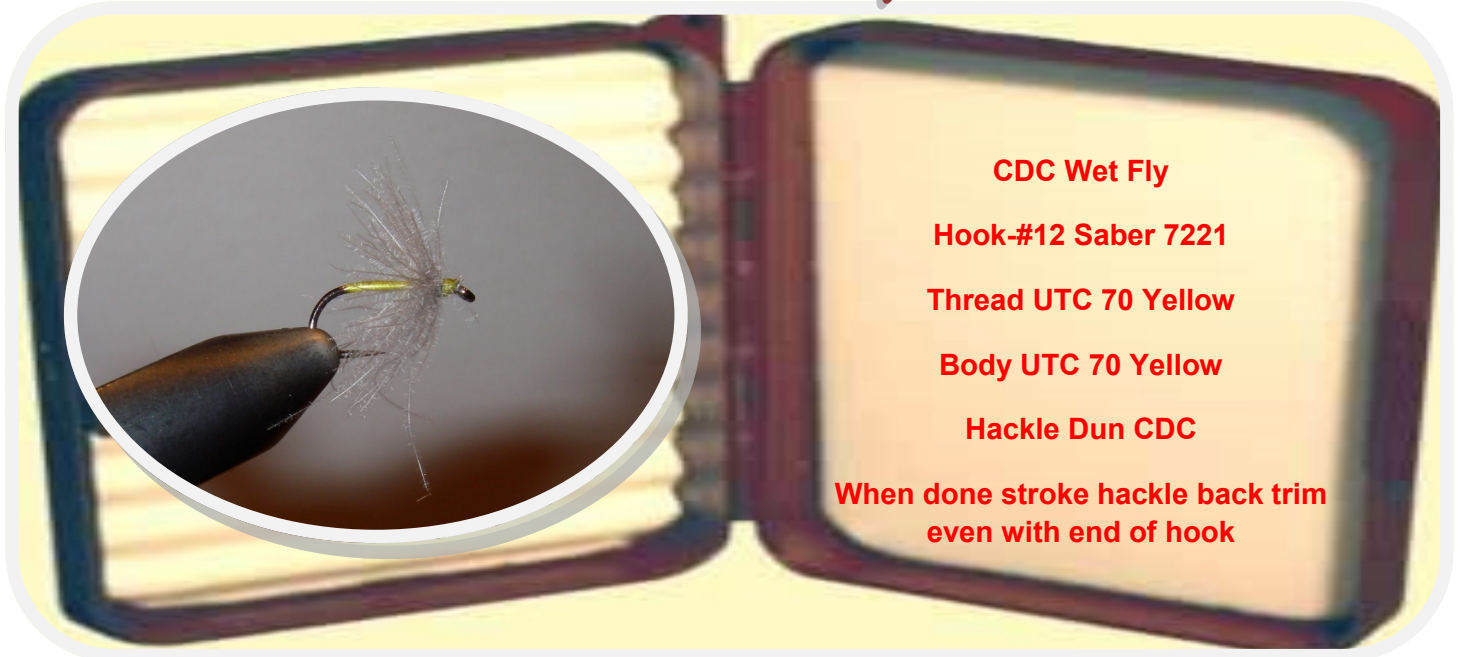 CDC Wet Fly
Hook-#12 Saber 7221
Thread UTC 70 Yellow
Body UTC 70 Yellow
Hackle Dun CDC
When done stroke hackle back trim
even with end of hook